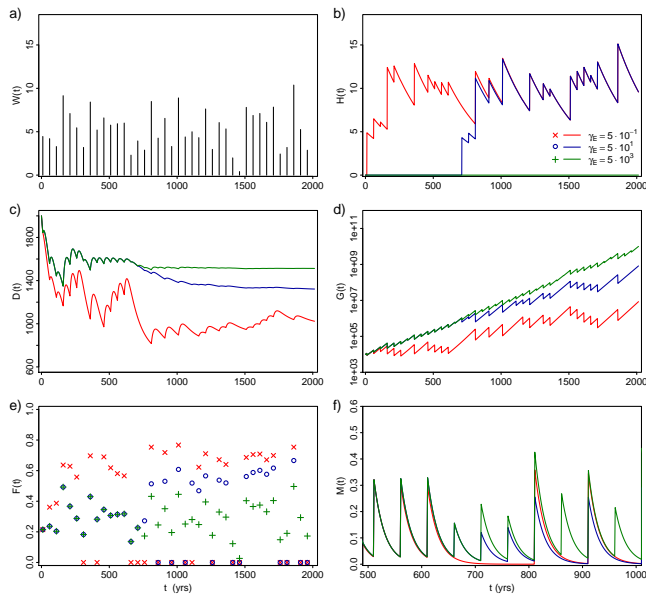 a)
W(t)
0 5 10 15
0 500 1000 1500 2000
b)
H(t)
0 5 10 15
0 500 1000 1500 2000
γE = 5 · 10−1
γE = 5 · 101
γE = 5 · 103
c)
D(t)
600 1000 1400 1800
0 500 1000 1500 2000
d)
G(t)
1e+03 1e+05 1e+07 1e+09 1e+11
0 500 1000 1500 2000
e)
F(t)
0.0 0.2 0.4 0.6 0.8 1.0
0 500 1000 1500 2000
t (yrs)
f)
M(t)
0.0 0.1 0.2 0.3 0.4 0.5
500 600 700 800 900 1000
t (yrs)